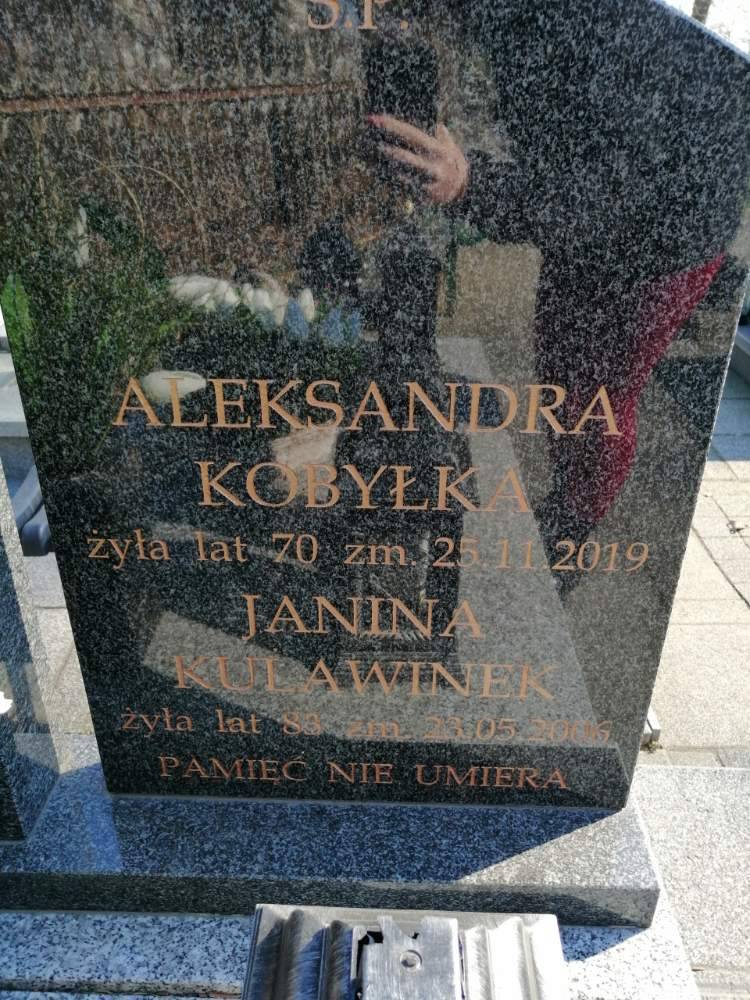 Ś.P.
ALEKSANDRA
KOBYŁKA
żyła lat 70 zm. 25.11.2019
JANINA
KULAWINEK
żyła lat 83 zm. 23.05.2006
PAMIĘĆ NIE UMIERA